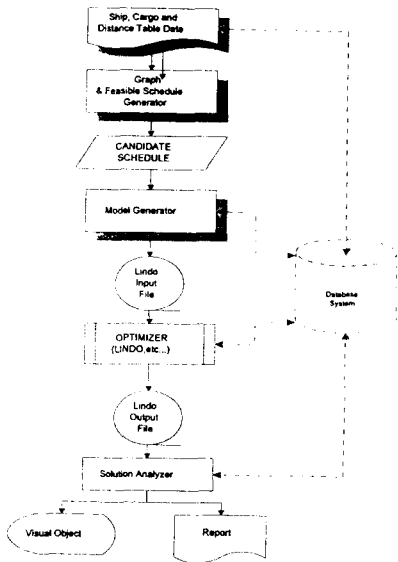 Ship, Cargo and
Distance Table Data
Graph
& Feasible Schedule
Generator
CANDIDATE
SCHEDULE
Model Generator
Lindo
Input
File
Database
System
OPTIMIZER
(LINDO,etc...)
Lindo
Output
File
Solution Analyzer
Visual Object
Report